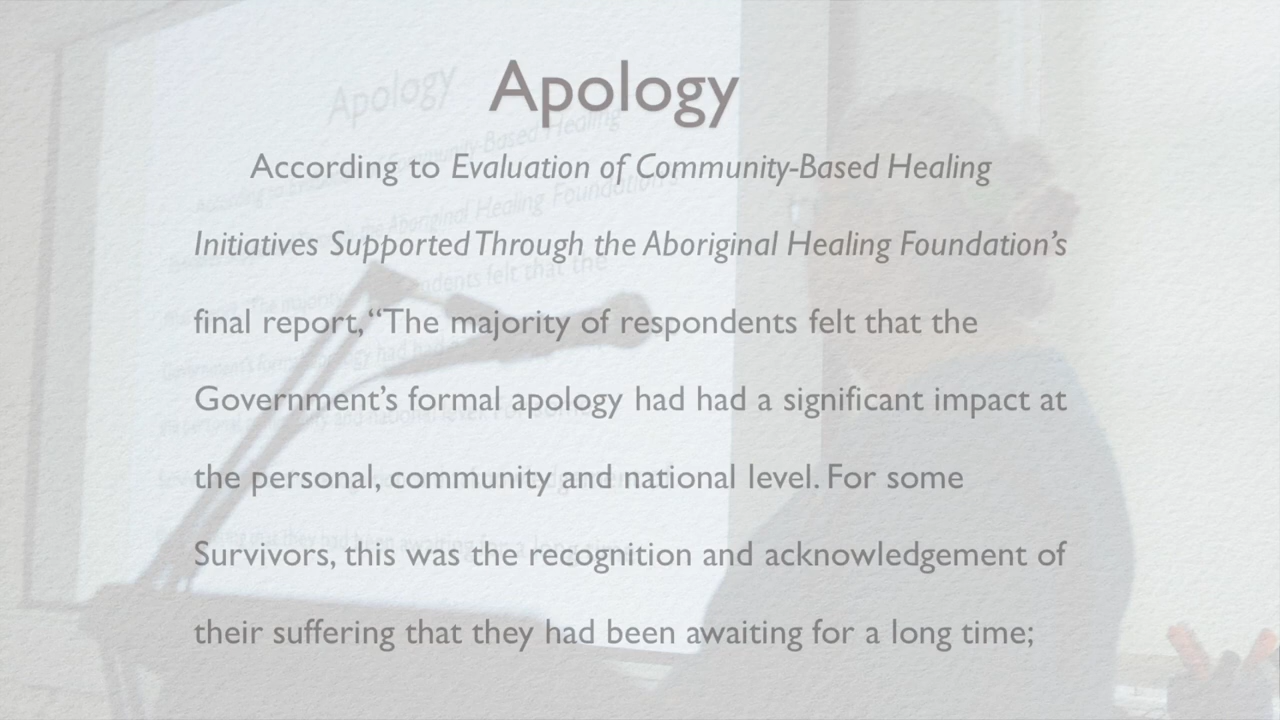 Apology
According to Evaluation of Community-Based Healing
Initiatives Supported Through the Aboriginal Healing Foundation’s
final report, “The majority of respondents felt that the
Government’s formal apology had had a significant impact at
the personal, community and national level. For some
Survivors, this was the recognition and acknowledgement of
their suffering that they had been awaiting for a long time;